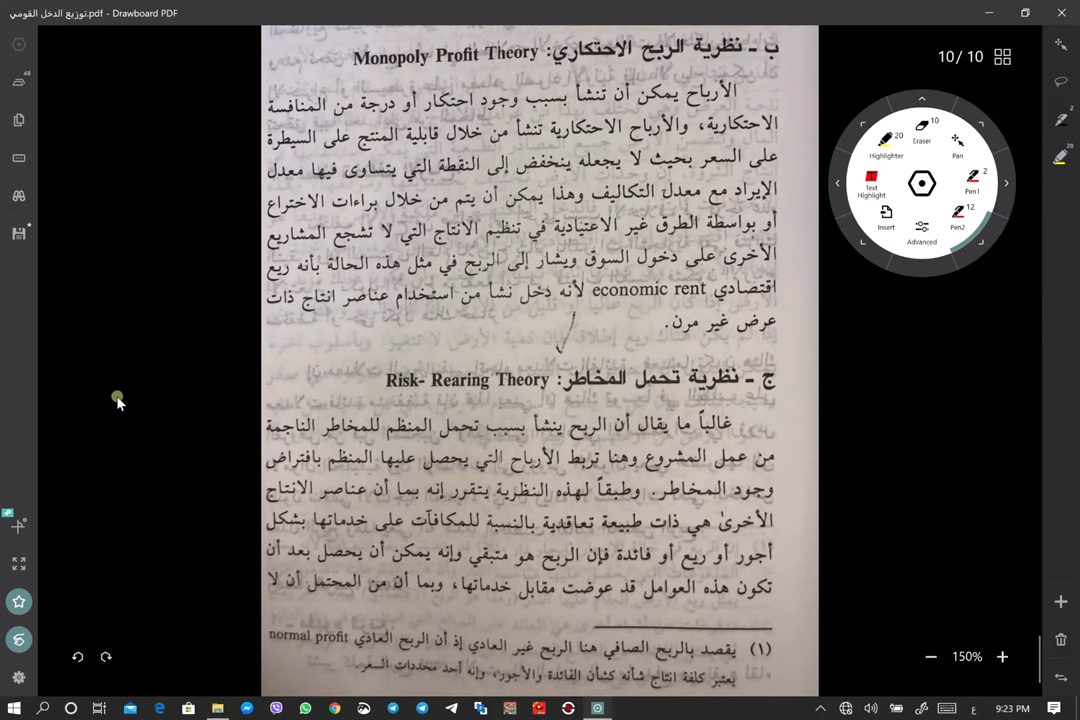 توزيع الدخل القومي.pdf - Drawboard PDF
10/ 10
ب ـ نظرية الربح الاحتكاري: Monopoly Profit Theory
الأرباح يمكن أن تنشأ بسبب وجود احتكار أو درجة من المنافسة
الاحتكارية، والأرباح الاحتكارية تنشأ من خلال قابلية المنتج على السيطرة
على السعر بحيث لا يجعله ينخفض إلى النقطة التي يتساوى فيها معدل
الإيراد مع معدل التكاليف وهذا يمكن أن يتم من خلال براءات الاختراع
أو بواسطة الطرق غير الاعتيادية في تنظيم الانتاج التي لا تشجع المشاريع
الأخرى على دخول السوق ويشار إلى الربح في مثل هذه الحالة بأنه ريع
اقتصادي economic rent لأنه دخل نشأ من استخدام عناصر انتاج ذات
عرض غير مرن.
ج ـ نظرية تحمل المخاطر: Risk- Rearing Theory
غالباً ما يقال أن الربح ينشأ بسبب تحمل المنظم للمخاطر الناجمة
من عمل المشروع وهنا تربط الأرباح التي يحصل عليها المنظم بافتراض
وجود المخاطر. وطبقاً لهذه النظرية يتقرر إنه بما أن عناصر الانتاج
الأخرى هي ذات طبيعة تعاقدية بالنسبة للمكافآت على خدماتها بشكل
أجور أو ريع أو فائدة فإن الربح هو متبقي وإنه يمكن أن يحصل بعد أن
تكون هذه العوامل قد عوضت مقابل خدماتها، وبما أن من المحتمل أن لا
(١) يقصد بالربح الصافي هنا الربح غير العادي إذ أن الربح العادي normal profit
يعتبر كلفة انتاج شأنه كشأن الفائدة والأجور، وإنه أحد محددات السعر.
20
Highlighter
10
Eraser
Pan
Text
Highlight
2
Pen1
Insert
12
Pen2
Advanced
48
2
20
150%
ع
9:23 PM